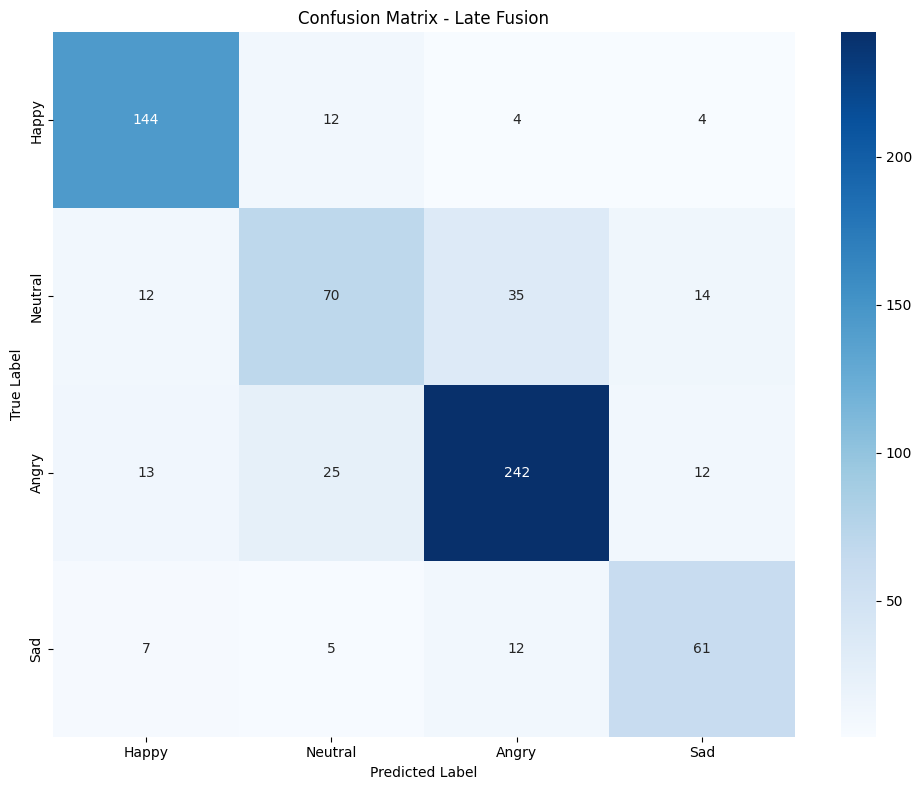 Confusion Matrix - Late Fusion
True Label
Happy
144 12 4 4
Neutral
12 70 35 14
Angry
13 25 242 12
Sad
7 5 12 61
Happy Neutral Angry Sad
Predicted Label
200
150
100
50